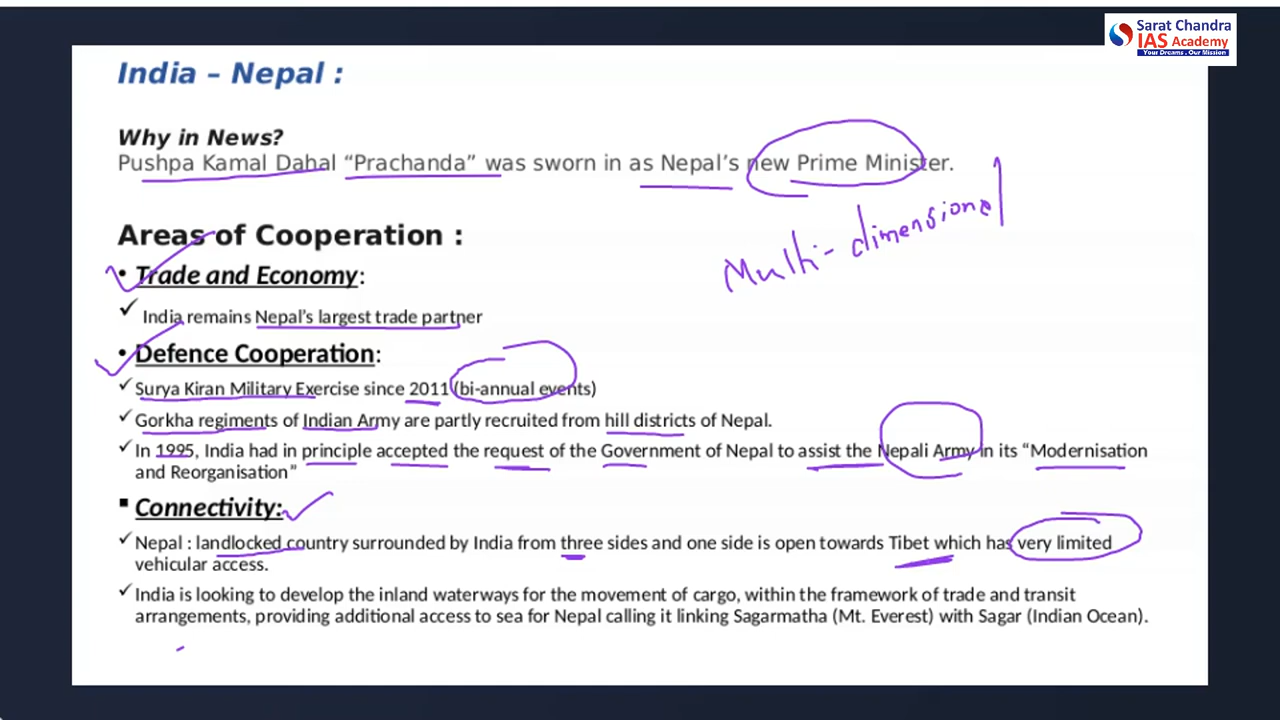 Sarat Chandra
IAS Academy
Your Dreams . Our Mission
India – Nepal :
Why in News?
Pushpa Kamal Dahal “Prachanda” was sworn in as Nepal’s new Prime Minister.
Multi-dimensional
Areas of Cooperation :
• Trade and Economy:
✓ India remains Nepal’s largest trade partner
• Defence Cooperation:
✓ Surya Kiran Military Exercise since 2011 (bi-annual events)
✓ Gorkha regiments of Indian Army are partly recruited from hill districts of Nepal.
✓ In 1995, India had in principle accepted the request of the Government of Nepal to assist the Nepali Army in its “Modernisation
and Reorganisation”
▪ Connectivity:
✓ Nepal : landlocked country surrounded by India from three sides and one side is open towards Tibet which has very limited
vehicular access.
✓ India is looking to develop the inland waterways for the movement of cargo, within the framework of trade and transit
arrangements, providing additional access to sea for Nepal calling it linking Sagarmatha (Mt. Everest) with Sagar (Indian Ocean).